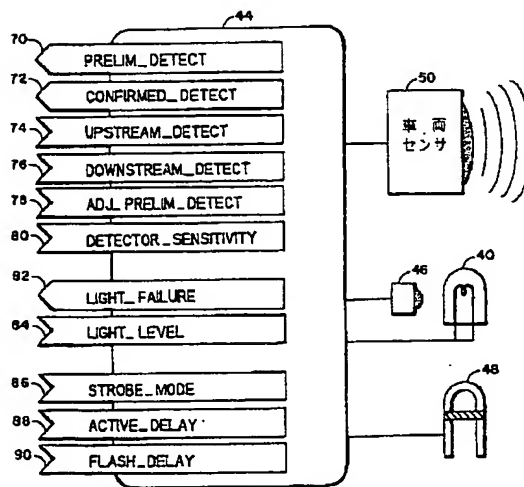 44
70
PRELIM_DETECT
72
CONFIRMED_DETECT
74
UPSTREAM_DETECT
76
DOWNSTREAM_DETECT
78
ADJ_PRELIM_DETECT
80
DETECTOR_SENSITIVITY
82
LIGHT_FAILURE
84
LIGHT_LEVEL
86
STROBE_MODE
88
ACTIVE_DELAY
90
FLASH_DELAY
50
車両
センサ
46
40
48